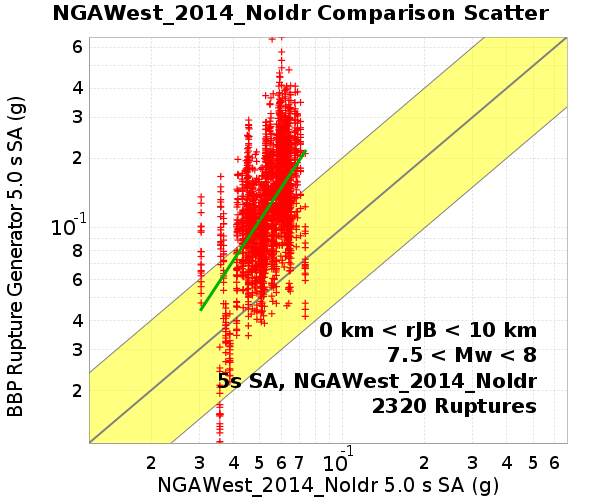 NGAWest_2014_NoIdr Comparison Scatter
BBP Rupture Generator 5.0 s SA (g)
6
4
3
2
10-1
8
6
4
3
2
0 km < rJB < 10 km
7.5 < Mw < 8
5s SA, NGAWest_2014_NoIdr
2320 Ruptures
2 3 4 5 6 7 10-1 2 3 4 5 6
NGAWest_2014_NoIdr 5.0 s SA (g)